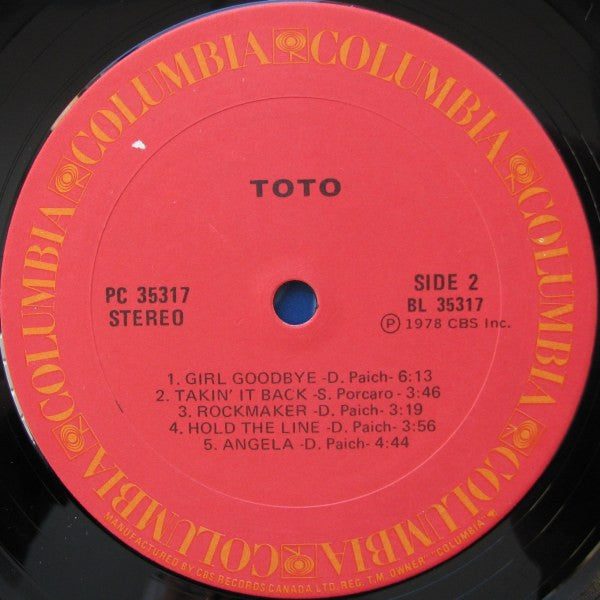 COLUMBIA COLUMBIA COLUMBIA COLUMBIA COLUMBIA COLUMBIA COLUMBIA
TOTO
PC 35317
STEREO
SIDE 2
BL 35317
Ⓟ 1978 CBS Inc.
1. GIRL GOODBYE -D. Paich- 6:13
2. TAKIN' IT BACK -S. Porcaro - 3:46
3. ROCKMAKER -D. Paich- 3:19
4. HOLD THE LINE -D. Paich- 3:56
5. ANGELA -D. Paich- 4:44
MANUFACTURED BY CBS RECORDS CANADA LTD. REG. T.M. OWNER "COLUMBIA"